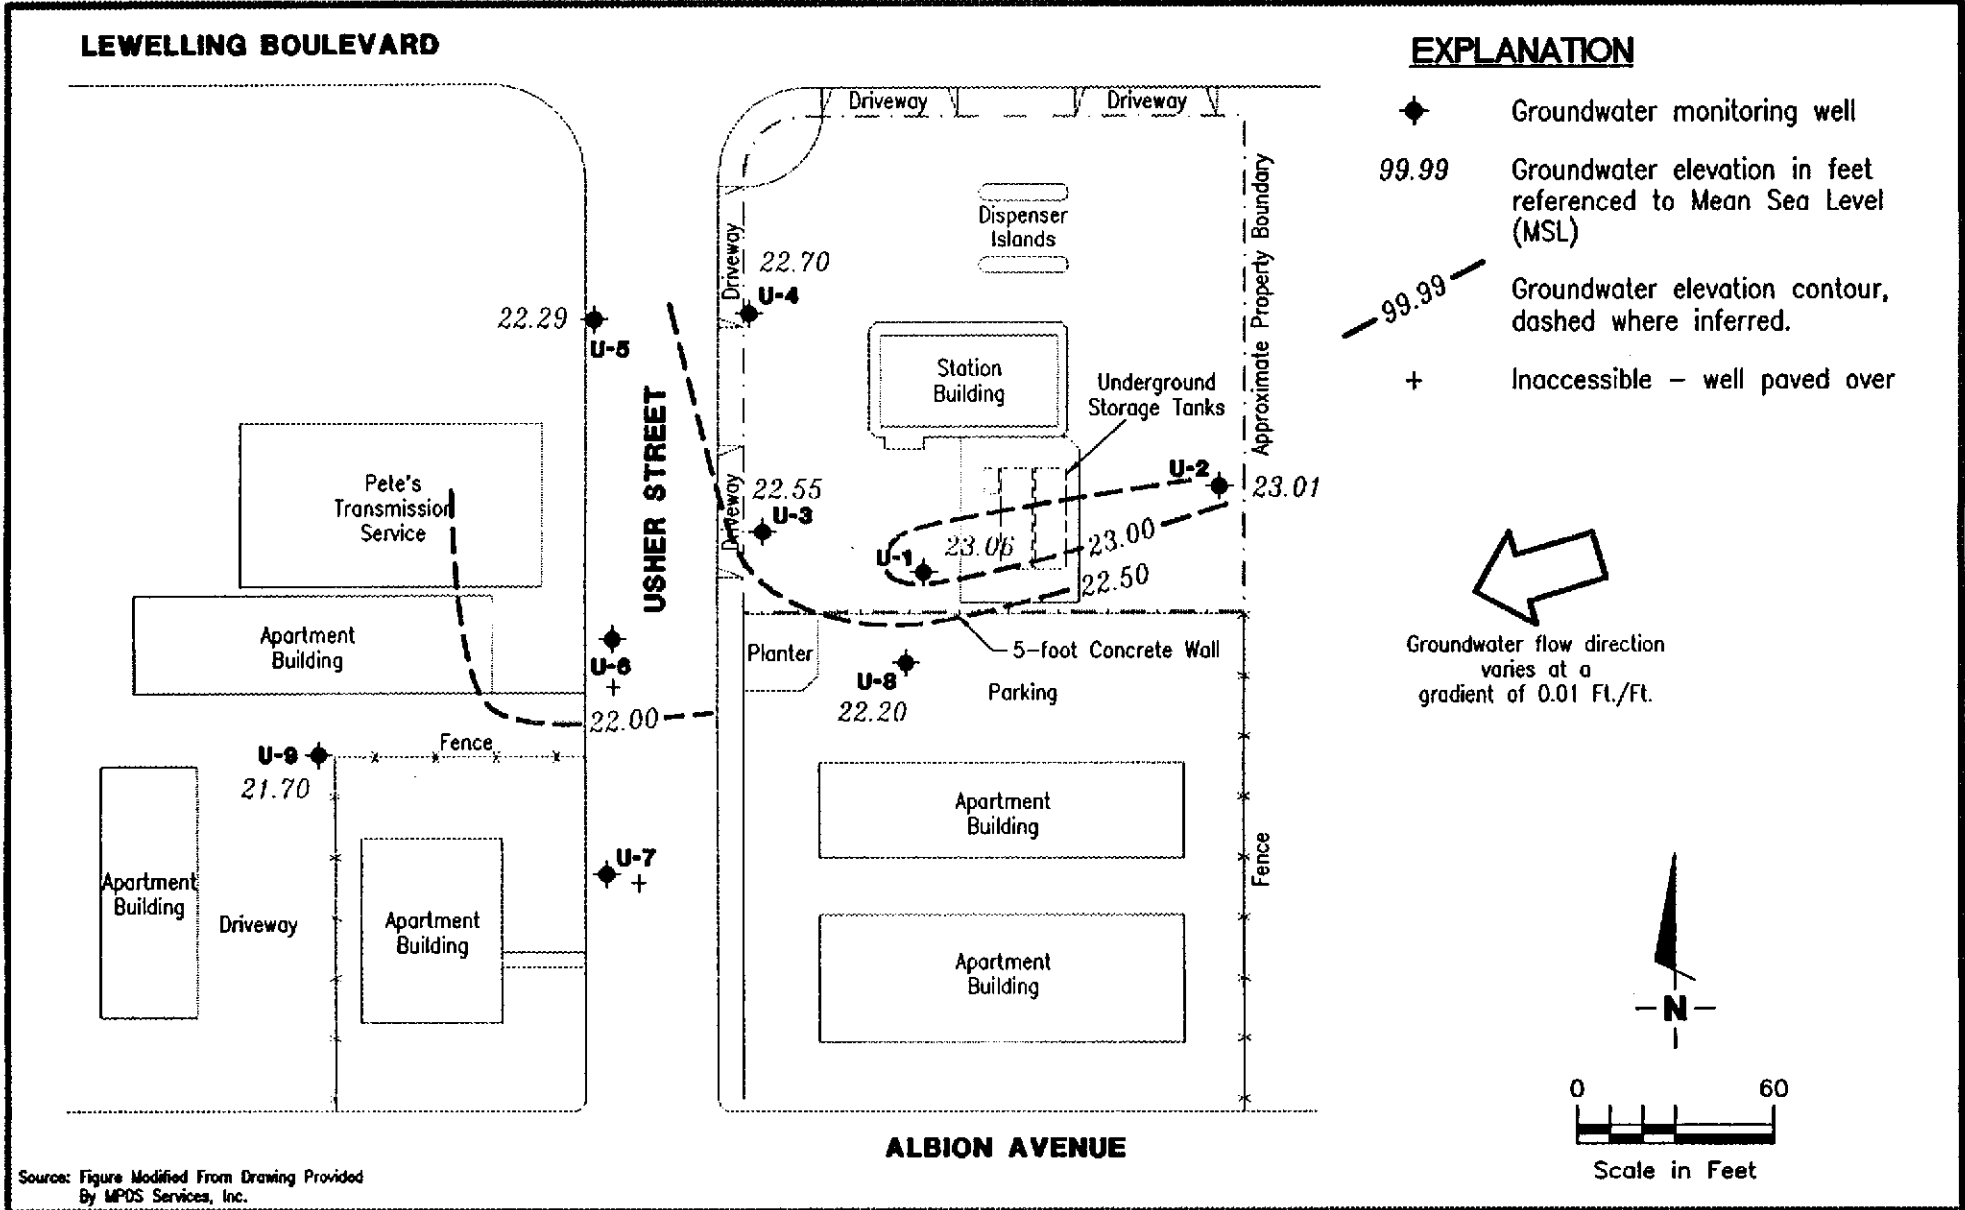 LEWELLING BOULEVARD
EXPLANATION
Groundwater monitoring well
99.99
Groundwater elevation in feet
referenced to Mean Sea Level
(MSL)
99.99
Groundwater elevation contour,
dashed where inferred.
+
Inaccessible – well paved over
Driveway
Driveway
Dispenser
Islands
Approximate Property Boundary
Driveway
22.70
U-4
22.29
U-5
Station
Building
Underground
Storage Tanks
USHER STREET
Pete's
Transmission
Service
Driveway
22.55
U-3
U-2
23.01
U-1
23.06
23.00
22.50
Apartment
Building
U-6
+
Planter
5-foot Concrete Wall
U-8
22.20
Parking
22.00
Groundwater flow direction
varies at a
gradient of 0.01 Ft./Ft.
U-9
21.70
Fence
Apartment
Building
Driveway
Apartment
Building
U-7
+
Apartment
Building
Apartment
Building
Fence
N
0 60
Scale in Feet
ALBION AVENUE
Source: Figure Modified From Drawing Provided
By MPDS Services, Inc.